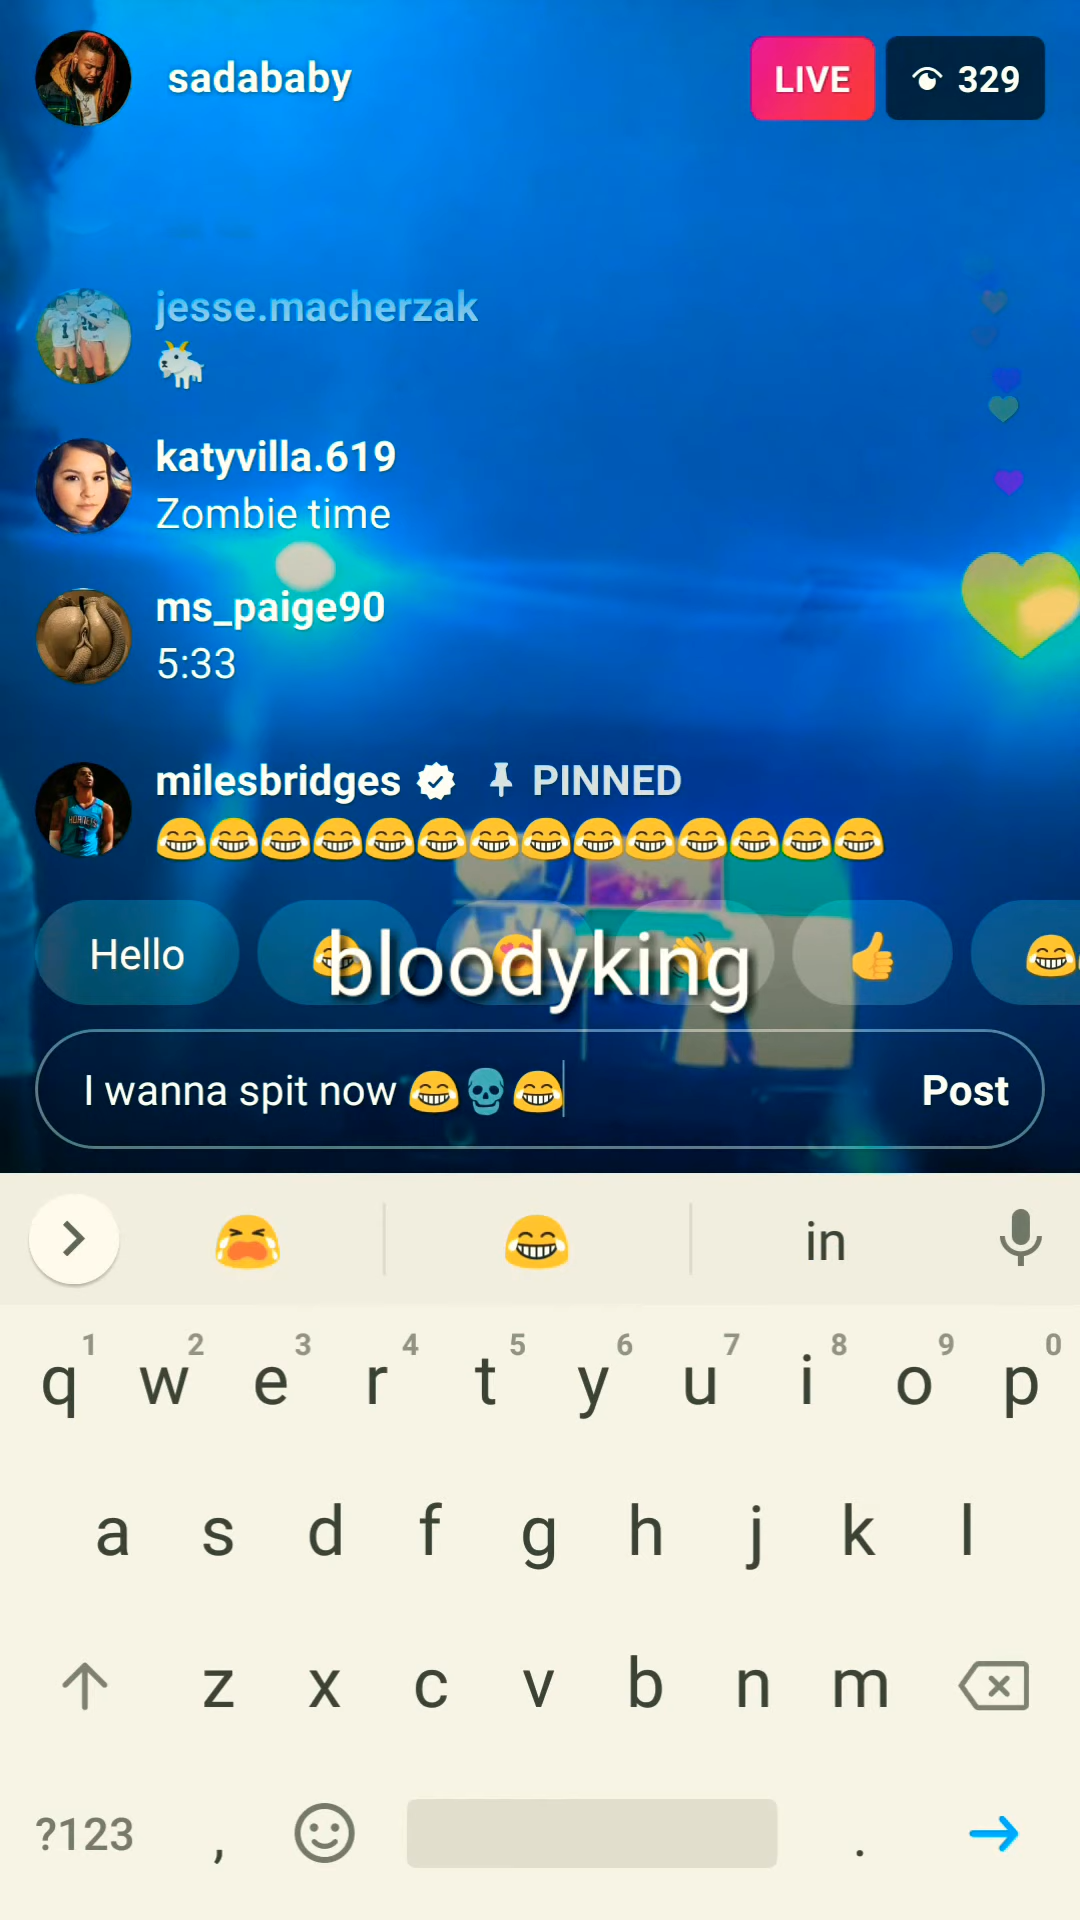 sadababy
LIVE
329
jesse.macherzak
🐐
katyvilla.619
Zombie time
ms_paige90
5:33
milesbridges PINNED
😂😂😂😂😂😂😂😂😂😂😂😂😂😂
Hello 😂 😍 👋 👍 😂
bloodyking
I wanna spit now 😂💀😂
Post
😭 😂 in
1 2 3 4 5 6 7 8 9 0
q w e r t y u i o p
a s d f g h j k l
z x c v b n m
?123 , .